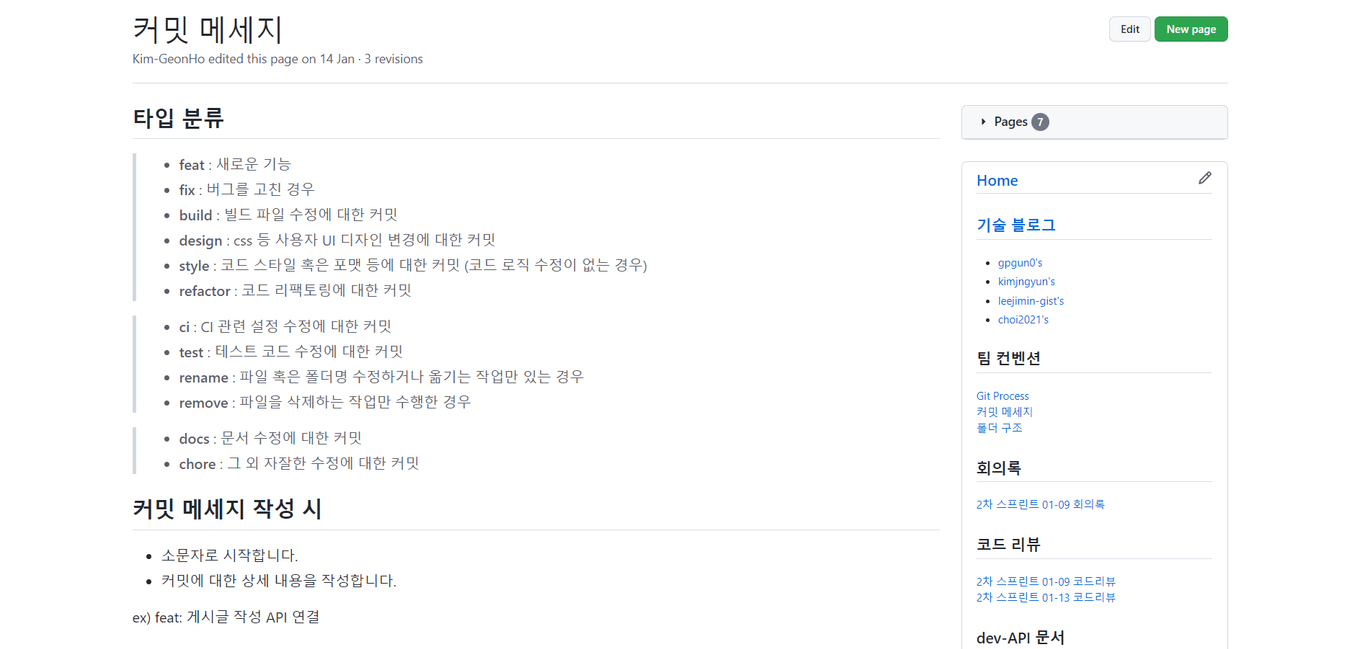 커밋 메세지
Edit
New page
Kim-GeonHo edited this page on 14 Jan · 3 revisions
타입 분류
feat : 새로운 기능
fix : 버그를 고친 경우
build : 빌드 파일 수정에 대한 커밋
design : css 등 사용자 UI 디자인 변경에 대한 커밋
style : 코드 스타일 혹은 포맷 등에 대한 커밋 (코드 로직 수정이 없는 경우)
refactor : 코드 리팩토링에 대한 커밋
ci : CI 관련 설정 수정에 대한 커밋
test : 테스트 코드 수정에 대한 커밋
rename : 파일 혹은 폴더명 수정하거나 옮기는 작업만 있는 경우
remove : 파일을 삭제하는 작업만 수행한 경우
docs : 문서 수정에 대한 커밋
chore : 그 외 자잘한 수정에 대한 커밋
커밋 메세지 작성 시
소문자로 시작합니다.
커밋에 대한 상세 내용을 작성합니다.
ex) feat: 게시글 작성 API 연결
Pages 7
Home
기술 블로그
gpgun0's
kimjngyun's
leejimin-gist's
choi2021's
팀 컨벤션
Git Process
커밋 메세지
폴더 구조
회의록
2차 스프린트 01-09 회의록
코드 리뷰
2차 스프린트 01-09 코드리뷰
2차 스프린트 01-13 코드리뷰
dev-API 문서